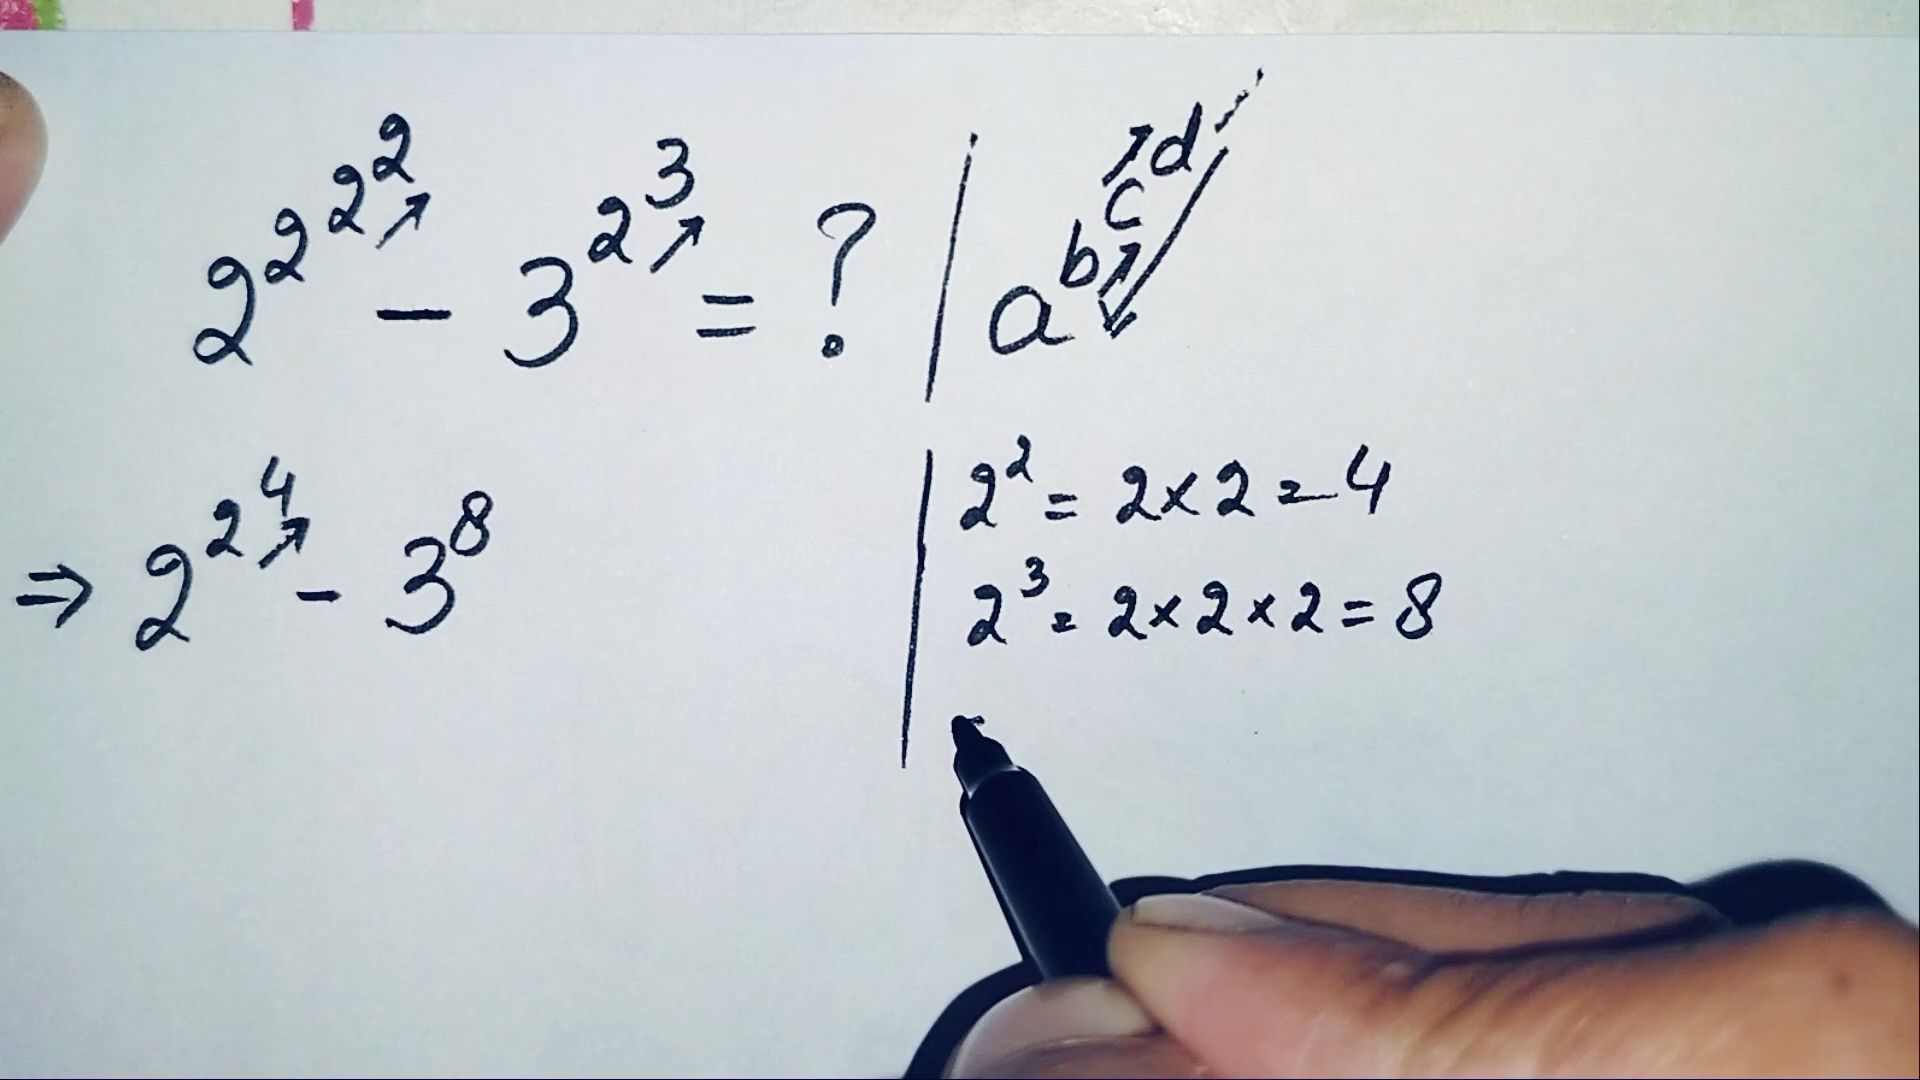 2^2^2^2 - 3^2^3 = ?
a^b^c^d
⇒ 2^2^4 - 3^8
2^2 = 2×2 = 4
2^3 = 2×2×2 = 8